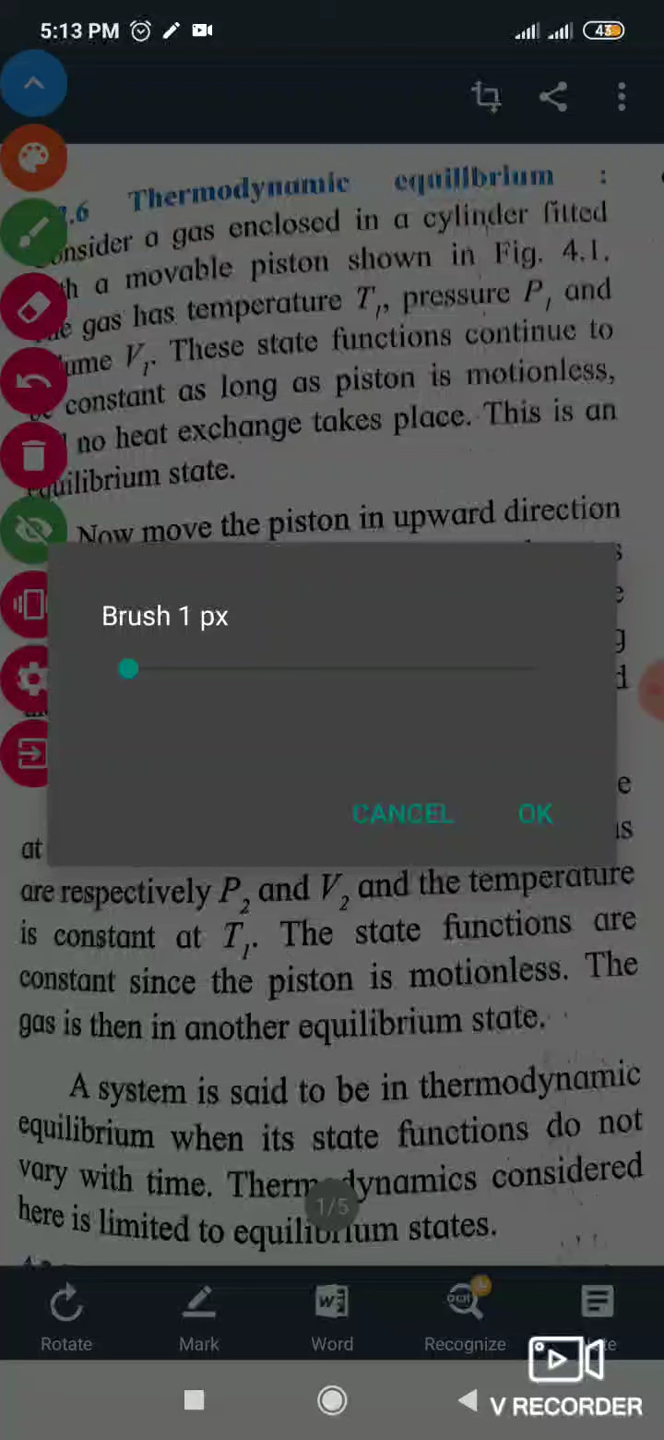 5:13 PM
43
.6 Thermodynamic equilibrium :
onsider a gas enclosed in a cylinder fitted
th a movable piston shown in Fig. 4.1.
gas has temperature T₁, pressure P₁ and
ume V₁. These state functions continue to
constant as long as piston is motionless,
no heat exchange takes place. This is an
equilibrium state.
Now move the piston in upward direction
Brush 1 px
CANCEL OK
at
are respectively P₂ and V₂ and the temperature
is constant at T₁. The state functions are
constant since the piston is motionless. The
gas is then in another equilibrium state.
A system is said to be in thermodynamic
equilibrium when its state functions do not
vary with time. Thermodynamics considered
here is limited to equilibrium states.
1/5
Rotate Mark Word Recognize
V RECORDER